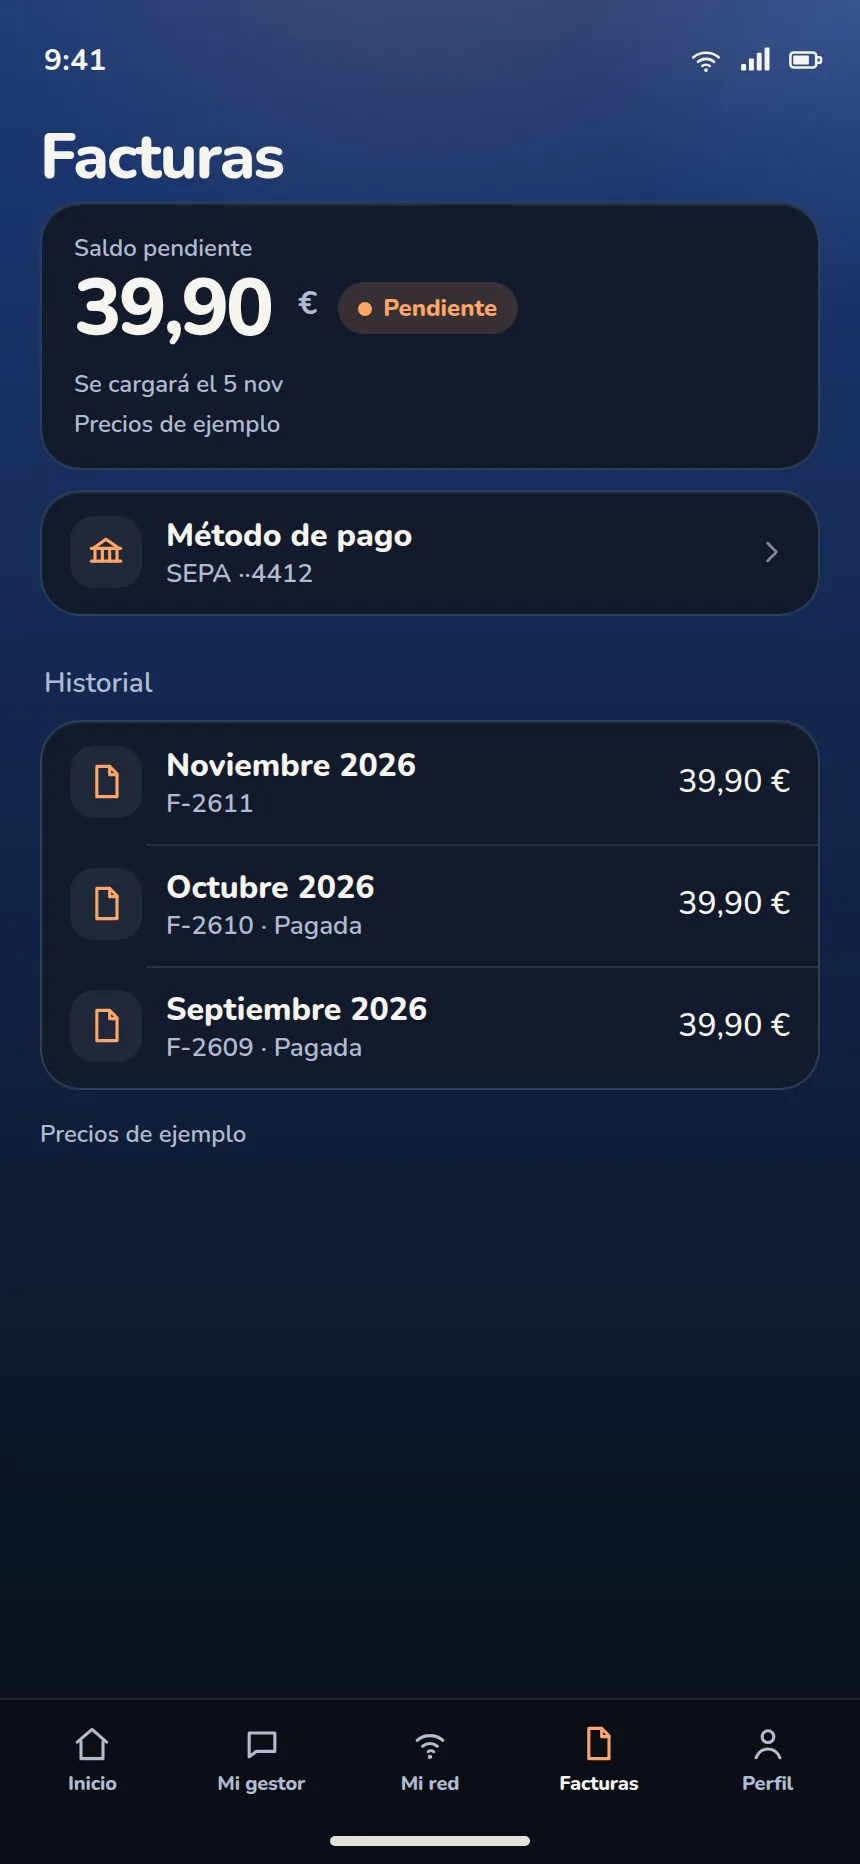 9:41
Facturas
Saldo pendiente
39,90 € Pendiente
Se cargará el 5 nov
Precios de ejemplo
Método de pago
SEPA ··4412
Historial
Noviembre 2026
F-2611
39,90 €
Octubre 2026
F-2610 · Pagada
39,90 €
Septiembre 2026
F-2609 · Pagada
39,90 €
Precios de ejemplo
Inicio
Mi gestor
Mi red
Facturas
Perfil